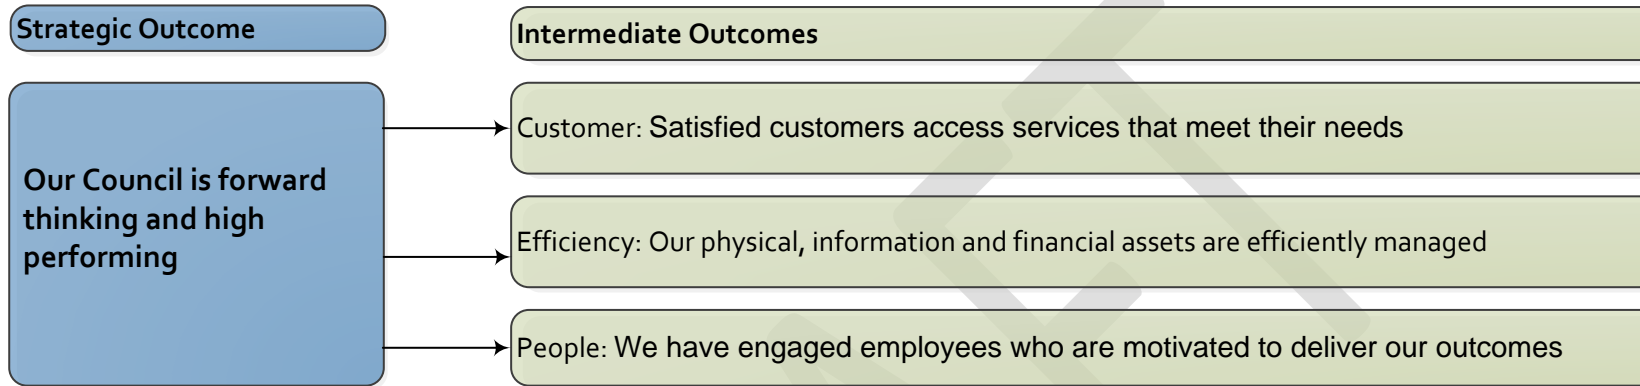 Strategic Outcome
Intermediate Outcomes
Our Council is forward
thinking and high
performing
Customer: Satisfied customers access services that meet their needs
Efficiency: Our physical, information and financial assets are efficiently managed
People: We have engaged employees who are motivated to deliver our outcomes